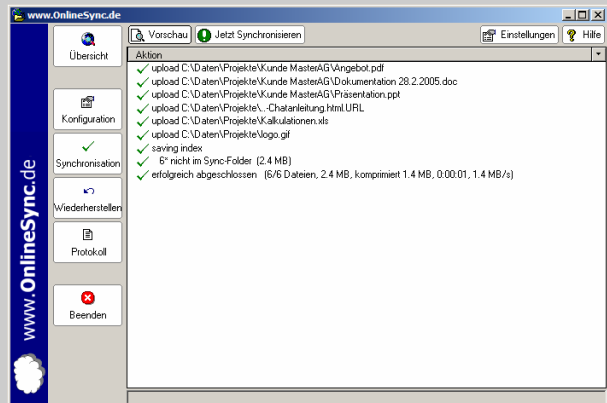 www.OnlineSync.de
Vorschau Jetzt Synchronisieren Einstellungen Hilfe
Übersicht
Konfiguration
Synchronisation
Wiederherstellen
Protokoll
Beenden
www.OnlineSync.de
Aktion
upload C:\Daten\Projekte\Kunde MasterAG\Angebot.pdf
upload C:\Daten\Projekte\Kunde MasterAG\Dokumentation 28.2.2005.doc
upload C:\Daten\Projekte\Kunde MasterAG\Präsentation.ppt
upload C:\Daten\Projekte\..-Chatanleitung.html.URL
upload C:\Daten\Projekte\Kalkulationen.xls
upload C:\Daten\Projekte\logo.gif
saving index
6* nicht im Sync-Folder (2.4 MB)
erfolgreich abgeschlossen (6/6 Dateien, 2.4 MB, komprimiert 1.4 MB, 0:00:01, 1.4 MB/s)